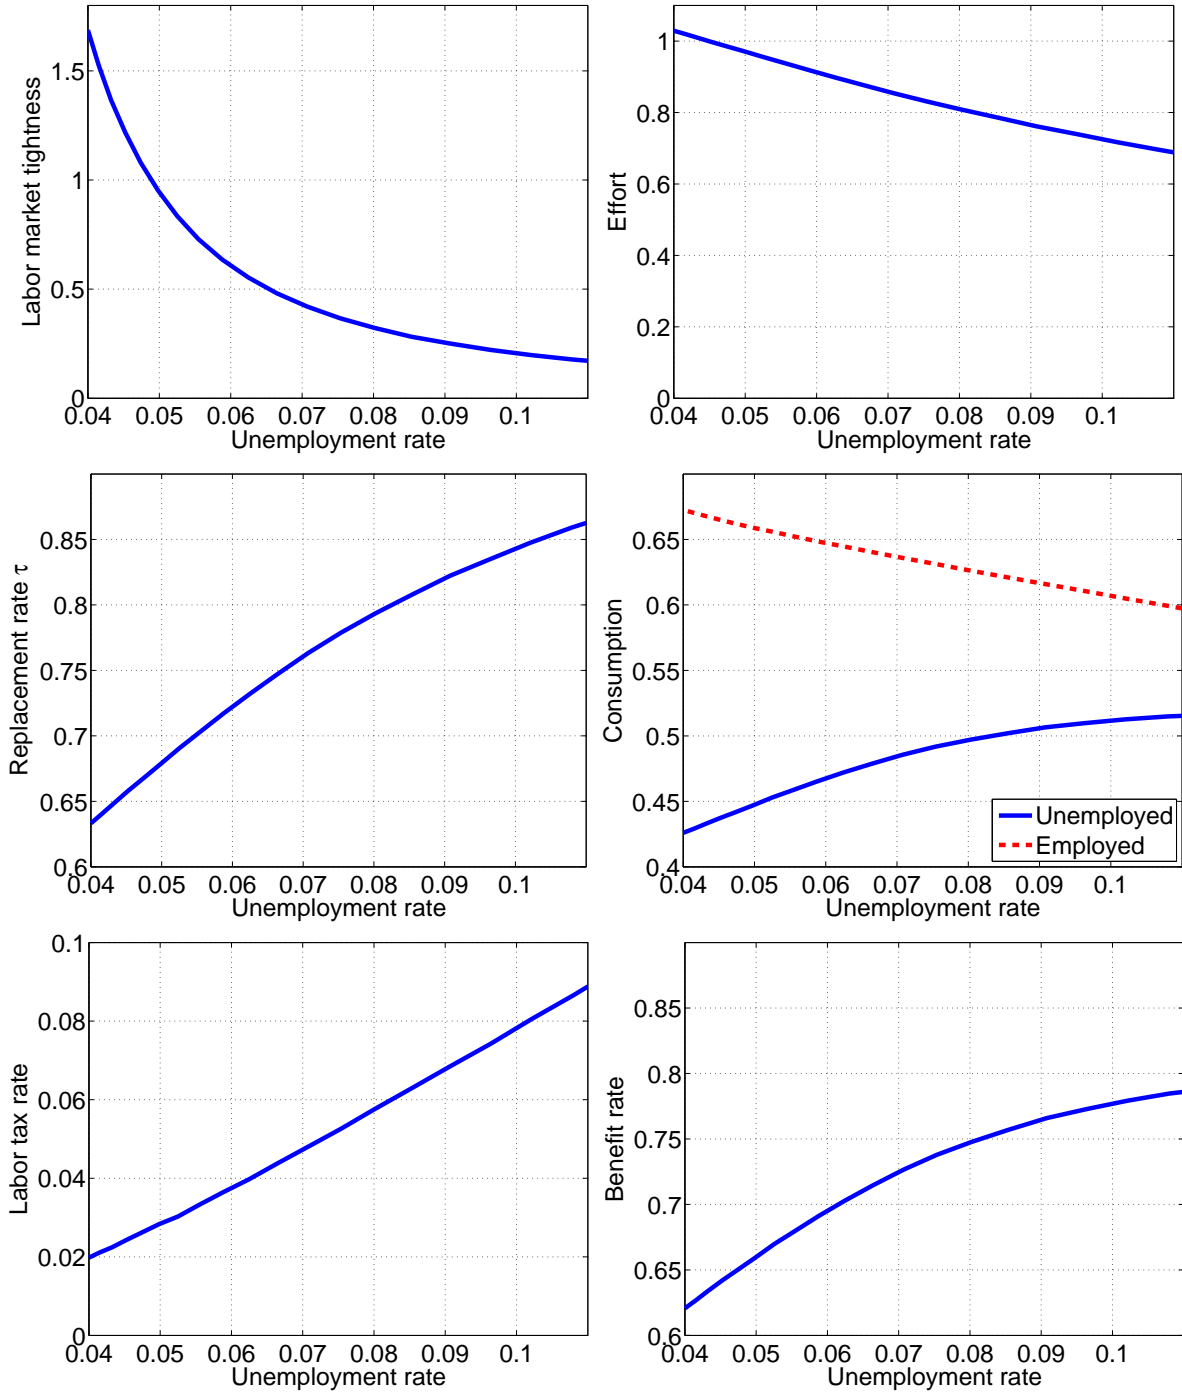 Labor market tightness
1.5
1
0.5
0
0.04 0.05 0.06 0.07 0.08 0.09 0.1
Unemployment rate
Effort
1
0.8
0.6
0.4
0.2
0
0.04 0.05 0.06 0.07 0.08 0.09 0.1
Unemployment rate
Replacement rate τ
0.85
0.8
0.75
0.7
0.65
0.6
0.04 0.05 0.06 0.07 0.08 0.09 0.1
Unemployment rate
Consumption
0.65
0.6
0.55
0.5
0.45
0.4
Unemployed
Employed
0.04 0.05 0.06 0.07 0.08 0.09 0.1
Unemployment rate
Labor tax rate
0.1
0.08
0.06
0.04
0.02
0
0.04 0.05 0.06 0.07 0.08 0.09 0.1
Unemployment rate
Benefit rate
0.85
0.8
0.75
0.7
0.65
0.6
0.04 0.05 0.06 0.07 0.08 0.09 0.1
Unemployment rate